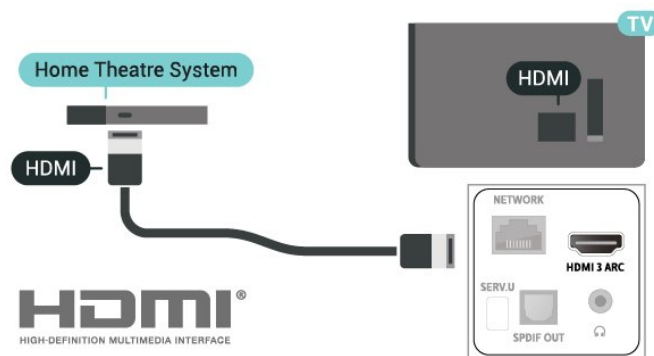 TV
Home Theatre System
HDMI
HDMI
NETWORK
HDMI 3 ARC
SERV.U
SPDIF OUT
HDMI®
HIGH-DEFINITION MULTIMEDIA INTERFACE